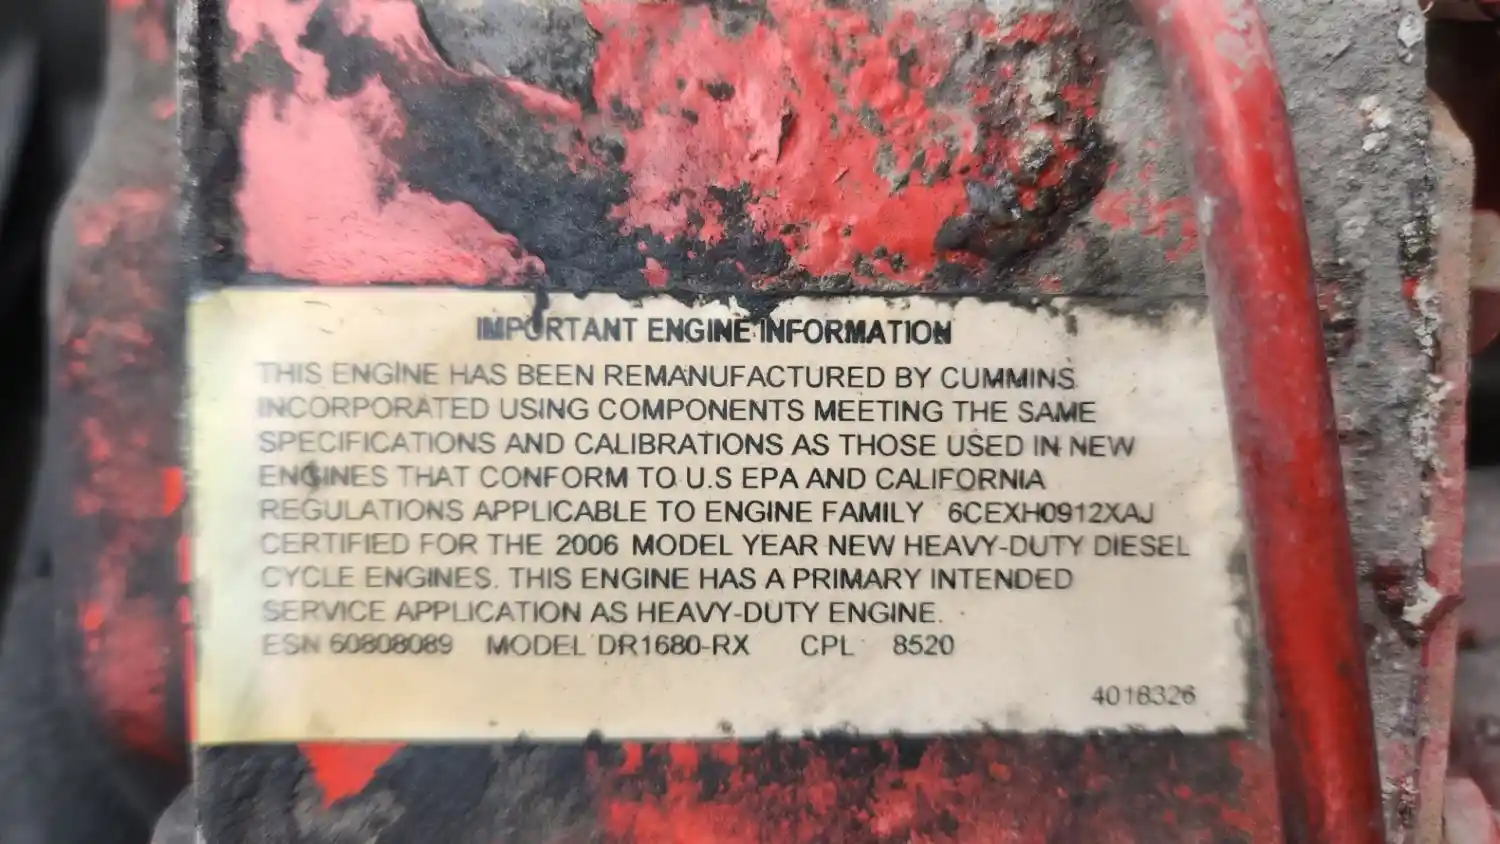 IMPORTANT ENGINE INFORMATION
THIS ENGINE HAS BEEN REMANUFACTURED BY CUMMINS
INCORPORATED USING COMPONENTS MEETING THE SAME
SPECIFICATIONS AND CALIBRATIONS AS THOSE USED IN NEW
ENGINES THAT CONFORM TO U.S EPA AND CALIFORNIA
REGULATIONS APPLICABLE TO ENGINE FAMILY 6CEXH0912XAJ
CERTIFIED FOR THE 2006 MODEL YEAR NEW HEAVY-DUTY DIESEL
CYCLE ENGINES. THIS ENGINE HAS A PRIMARY INTENDED
SERVICE APPLICATION AS HEAVY-DUTY ENGINE.
ESN 60808089 MODEL DR1680-RX CPL 8520
4018326